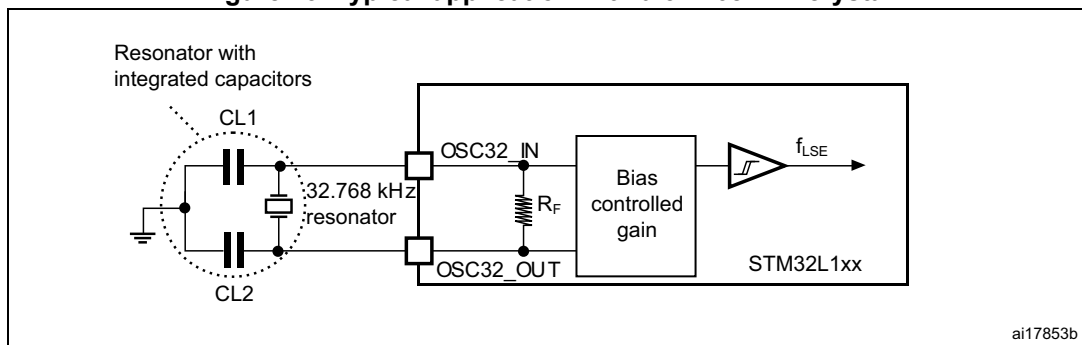 Resonator with
integrated capacitors
CL1
OSC32_IN
32.768 kHz
resonator
RF
Bias
controlled
gain
fLSE
OSC32_OUT
STM32L1xx
CL2
ai17853b